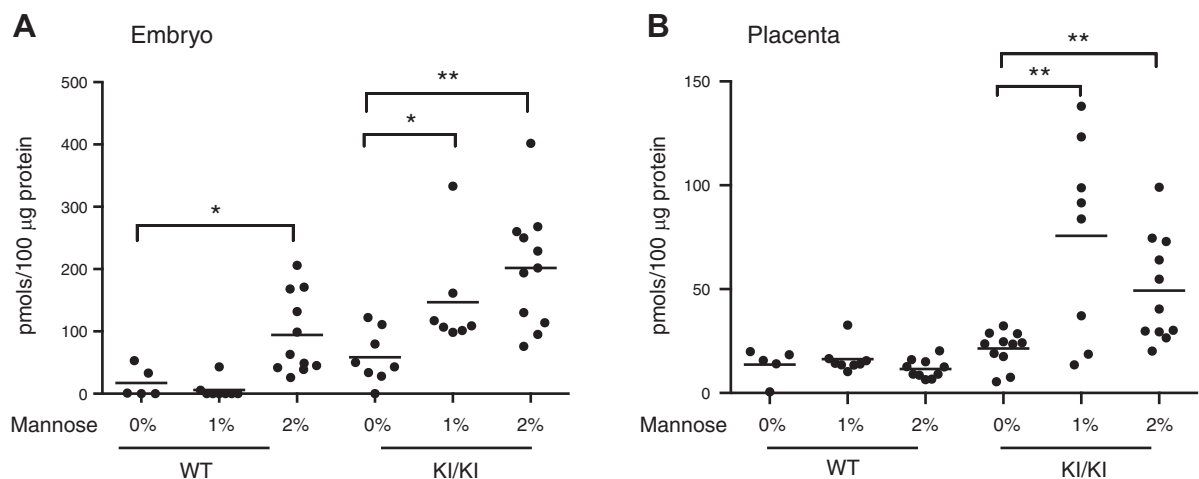 A
Embryo
**
*
*
pmols/100 µg protein
500
400
300
200
100
0
Mannose 0% 1% 2% 0% 1% 2%
WT KI/KI
B
Placenta
**
**
pmols/100 µg protein
150
100
50
0
Mannose 0% 1% 2% 0% 1% 2%
WT KI/KI